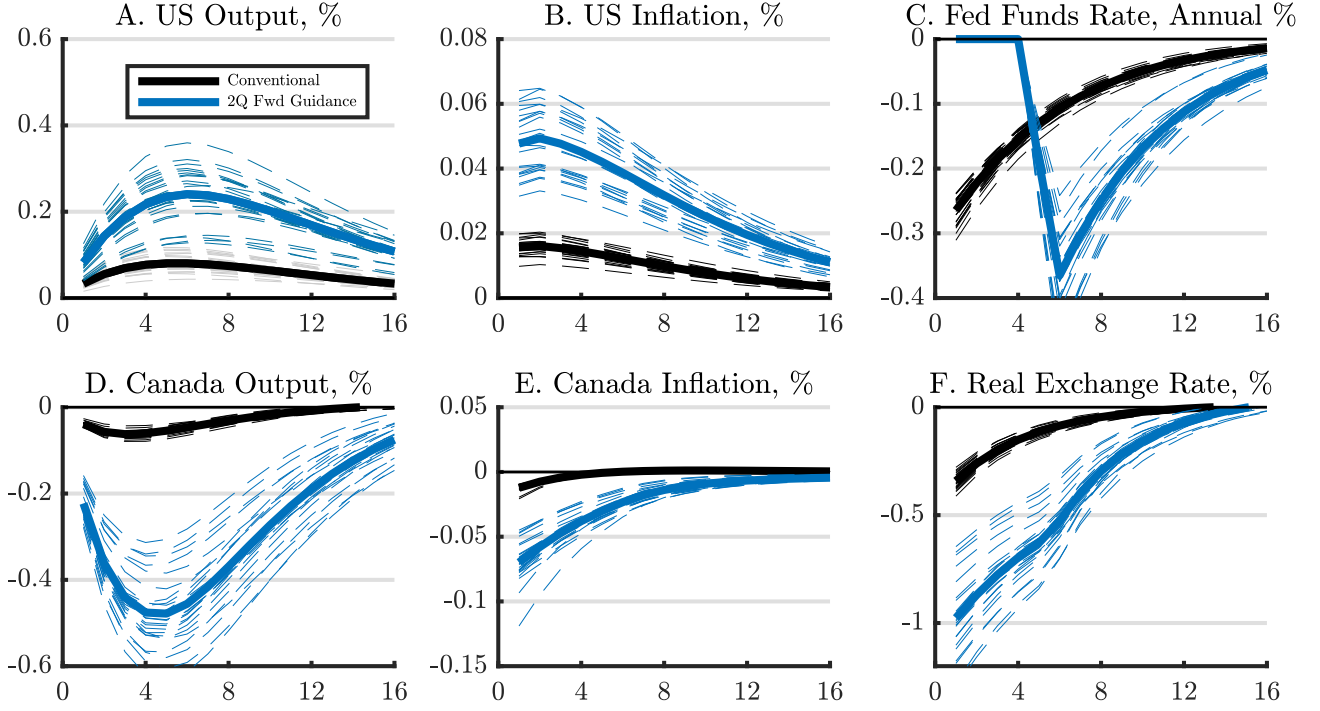 A. US Output, %
0.6
0.4
0.2
0
0 4 8 12 16
Conventional
2Q Fwd Guidance
B. US Inflation, %
0.08
0.06
0.04
0.02
0
0 4 8 12 16
C. Fed Funds Rate, Annual %
0
-0.1
-0.2
-0.3
-0.4
0 4 8 12 16
D. Canada Output, %
0
-0.2
-0.4
-0.6
0 4 8 12 16
E. Canada Inflation, %
0.05
0
-0.05
-0.1
-0.15
0 4 8 12 16
F. Real Exchange Rate, %
0
-0.5
-1
0 4 8 12 16